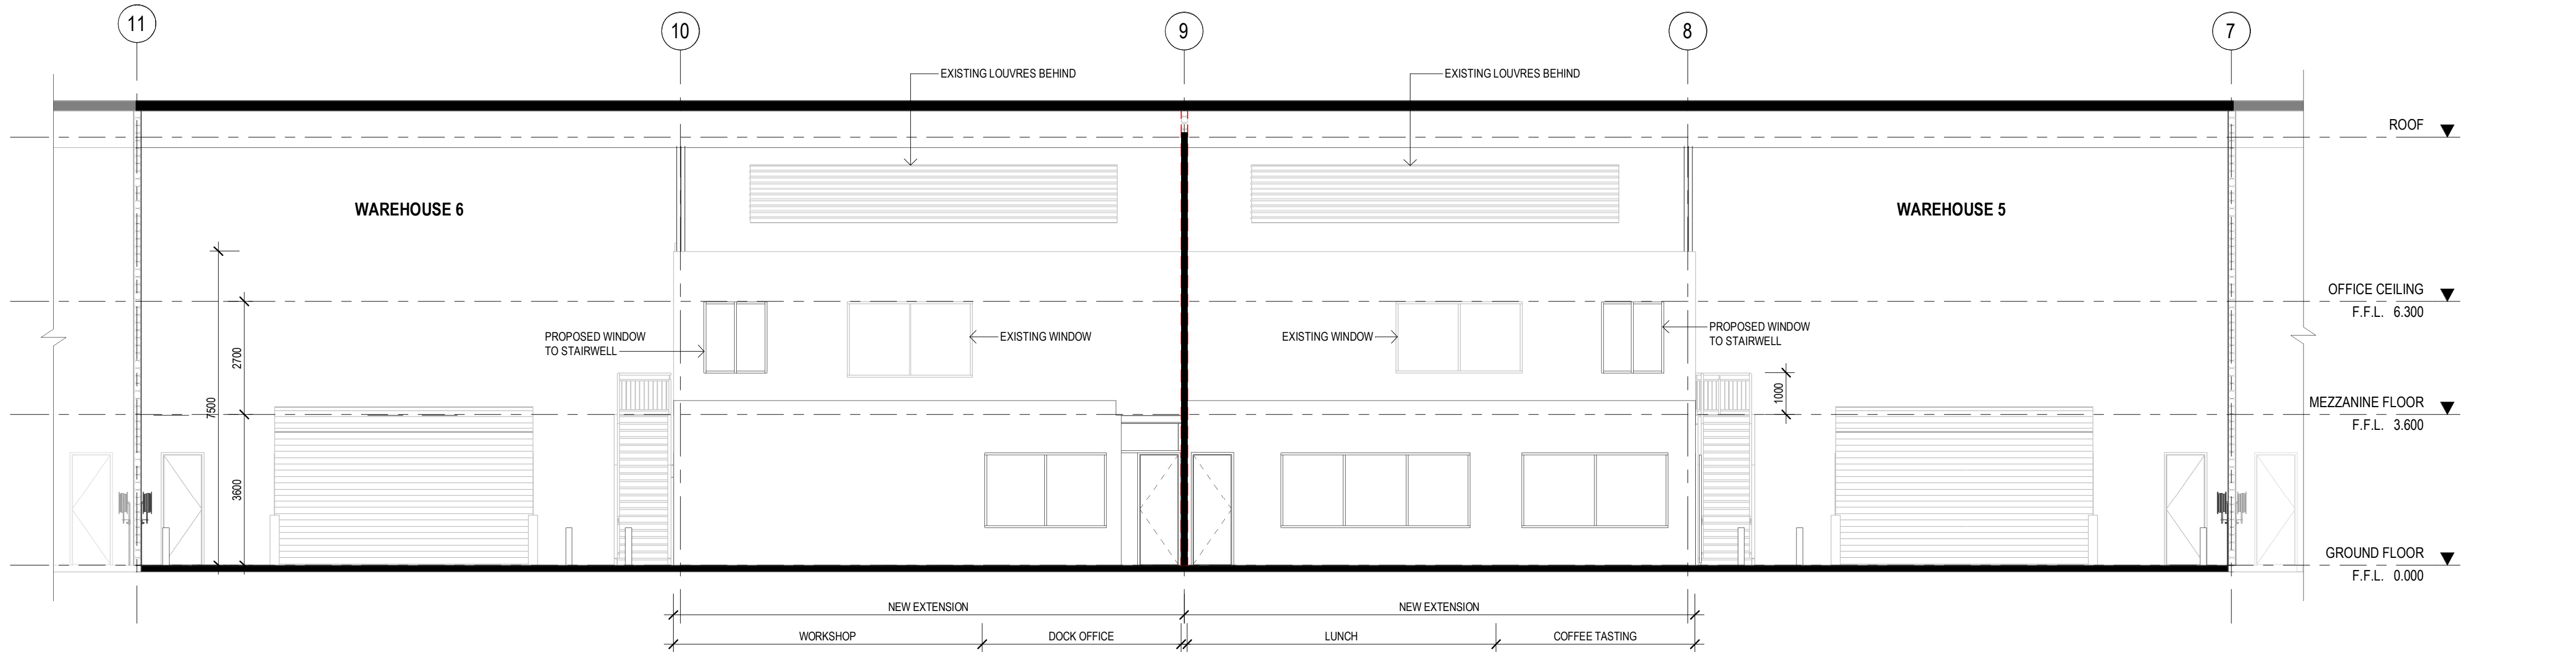 11
10
9
8
7
EXISTING LOUVRES BEHIND
EXISTING LOUVRES BEHIND
ROOF
WAREHOUSE 6
WAREHOUSE 5
OFFICE CEILING
F.F.L. 6.300
PROPOSED WINDOW
TO STAIRWELL
EXISTING WINDOW
EXISTING WINDOW
PROPOSED WINDOW
TO STAIRWELL
2700
7500
1000
MEZZANINE FLOOR
F.F.L. 3.600
3600
GROUND FLOOR
F.F.L. 0.000
NEW EXTENSION
NEW EXTENSION
WORKSHOP
DOCK OFFICE
LUNCH
COFFEE TASTING